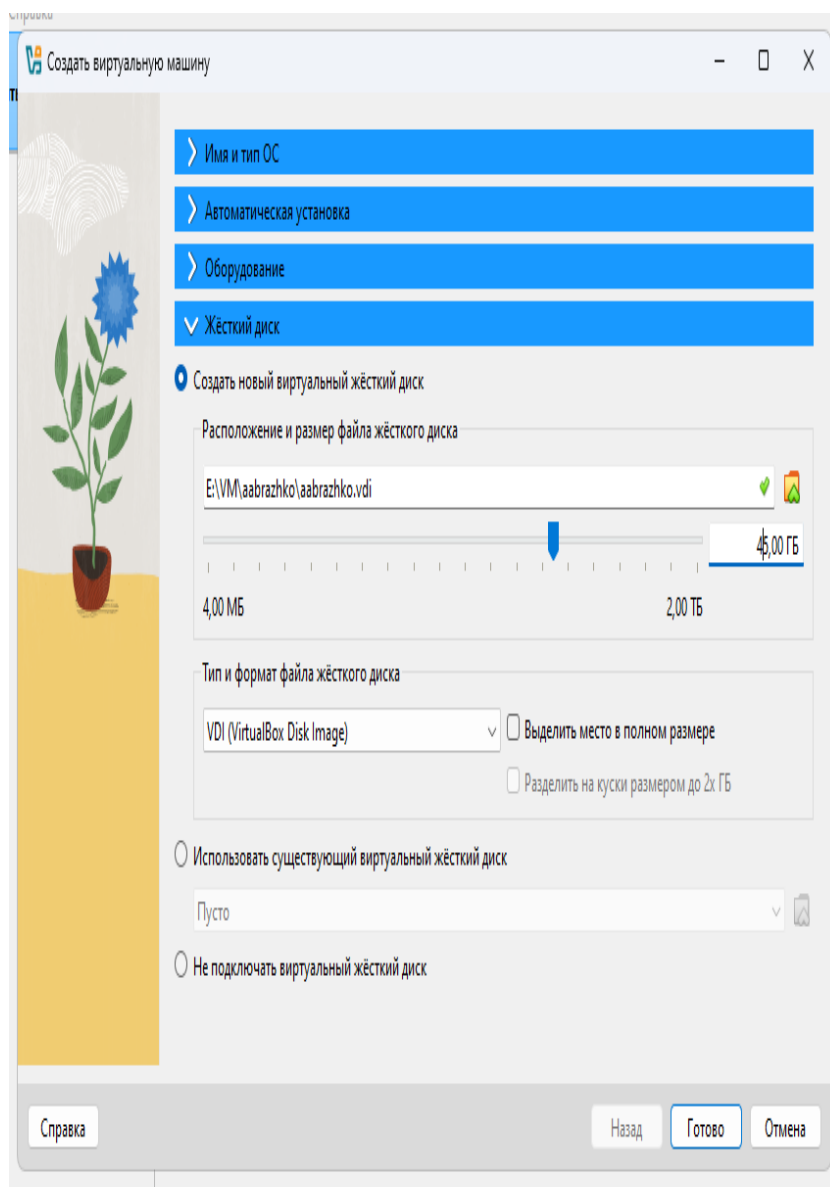 Справка
Создать виртуальную машину
Имя и тип ОС
Автоматическая установка
Оборудование
Жёсткий диск
Создать новый виртуальный жёсткий диск
Расположение и размер файла жёсткого диска
E:\VM\aabrazhko\aabrazhko.vdi
45,00 ГБ
4,00 МБ 2,00 ТБ
Тип и формат файла жёсткого диска
VDI (VirtualBox Disk Image) Выделить место в полном размере
Разделить на куски размером до 2х ГБ
Использовать существующий виртуальный жёсткий диск
Пусто
Не подключать виртуальный жёсткий диск
Справка Назад Готово Отмена